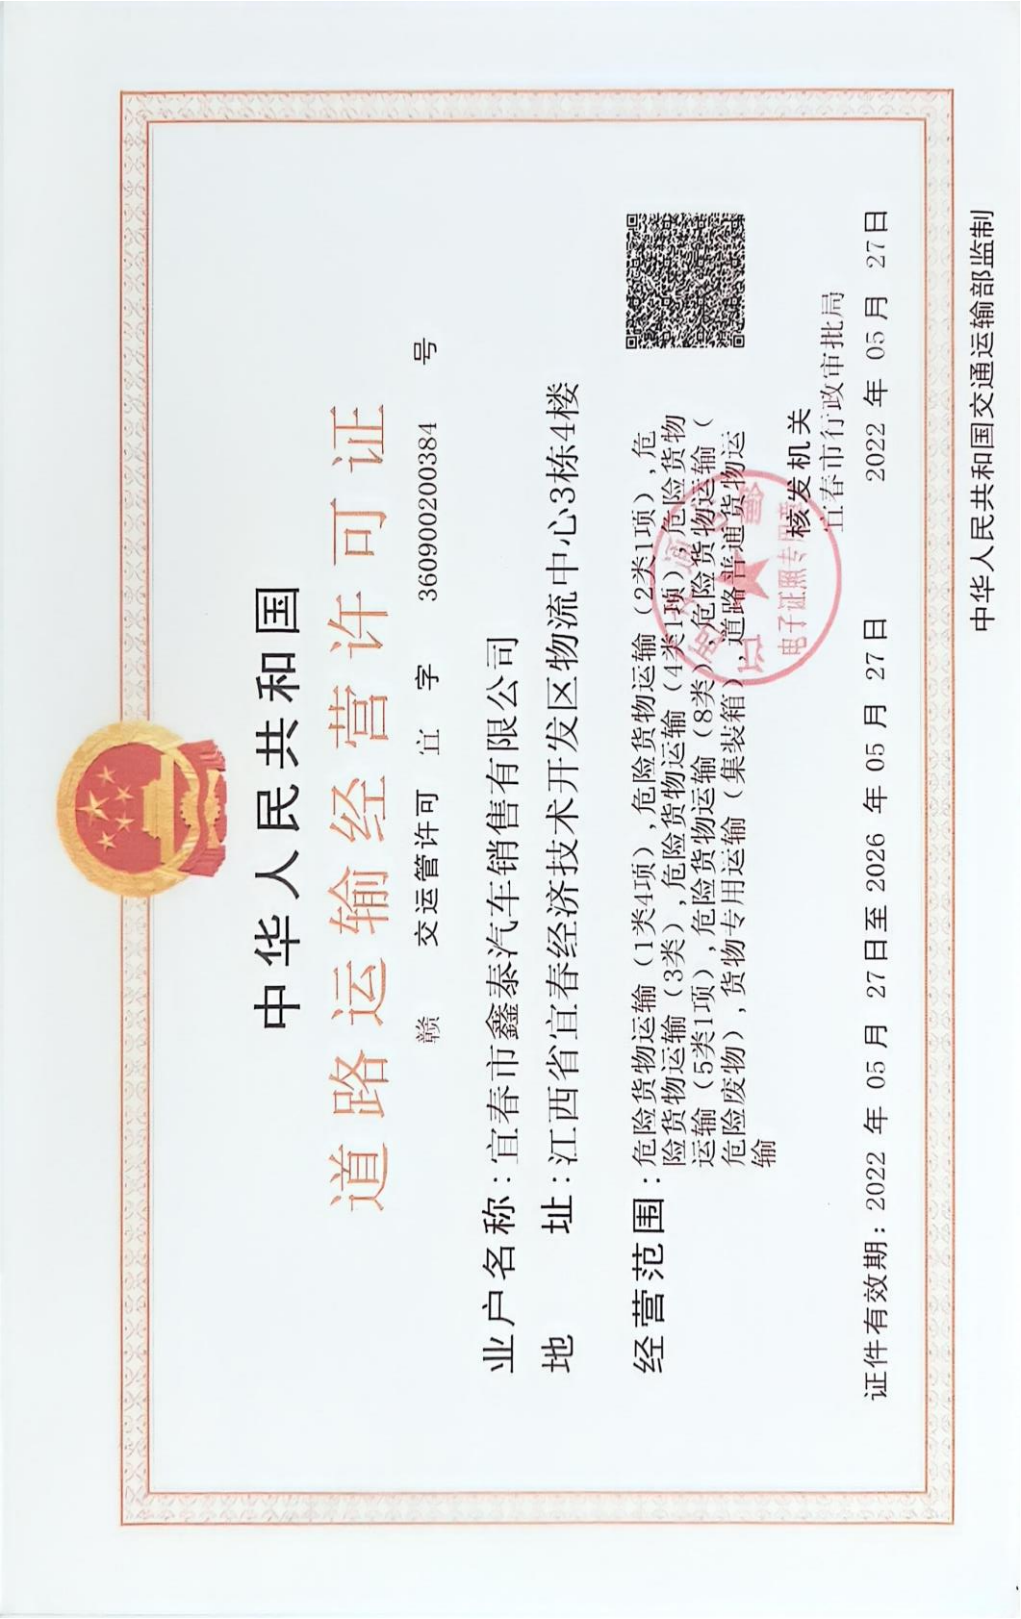 中华人民共和国
道路运输经营许可证
赣 交运管许可 宜 字 360900200384 号
业户名称:宜春市鑫泰汽车销售有限公司
地 址:江西省宜春经济技术开发区物流中心3栋4楼
经营范围:危险货物运输(1类4项),危险货物运输(2类1项),危
险货物运输(3类),危险货物运输(4类1项),危险货物
运输(5类1项),危险货物运输(8类),危险货物运输(
危险废物),货物专用运输(集装箱),道路普通货物运
输
电子证照专用章
核发机关
宜春市行政审批局
证件有效期:2022 年 05 月 27日至 2026 年 05 月 27 日
2022 年 05 月 27日
中华人民共和国交通运输部监制